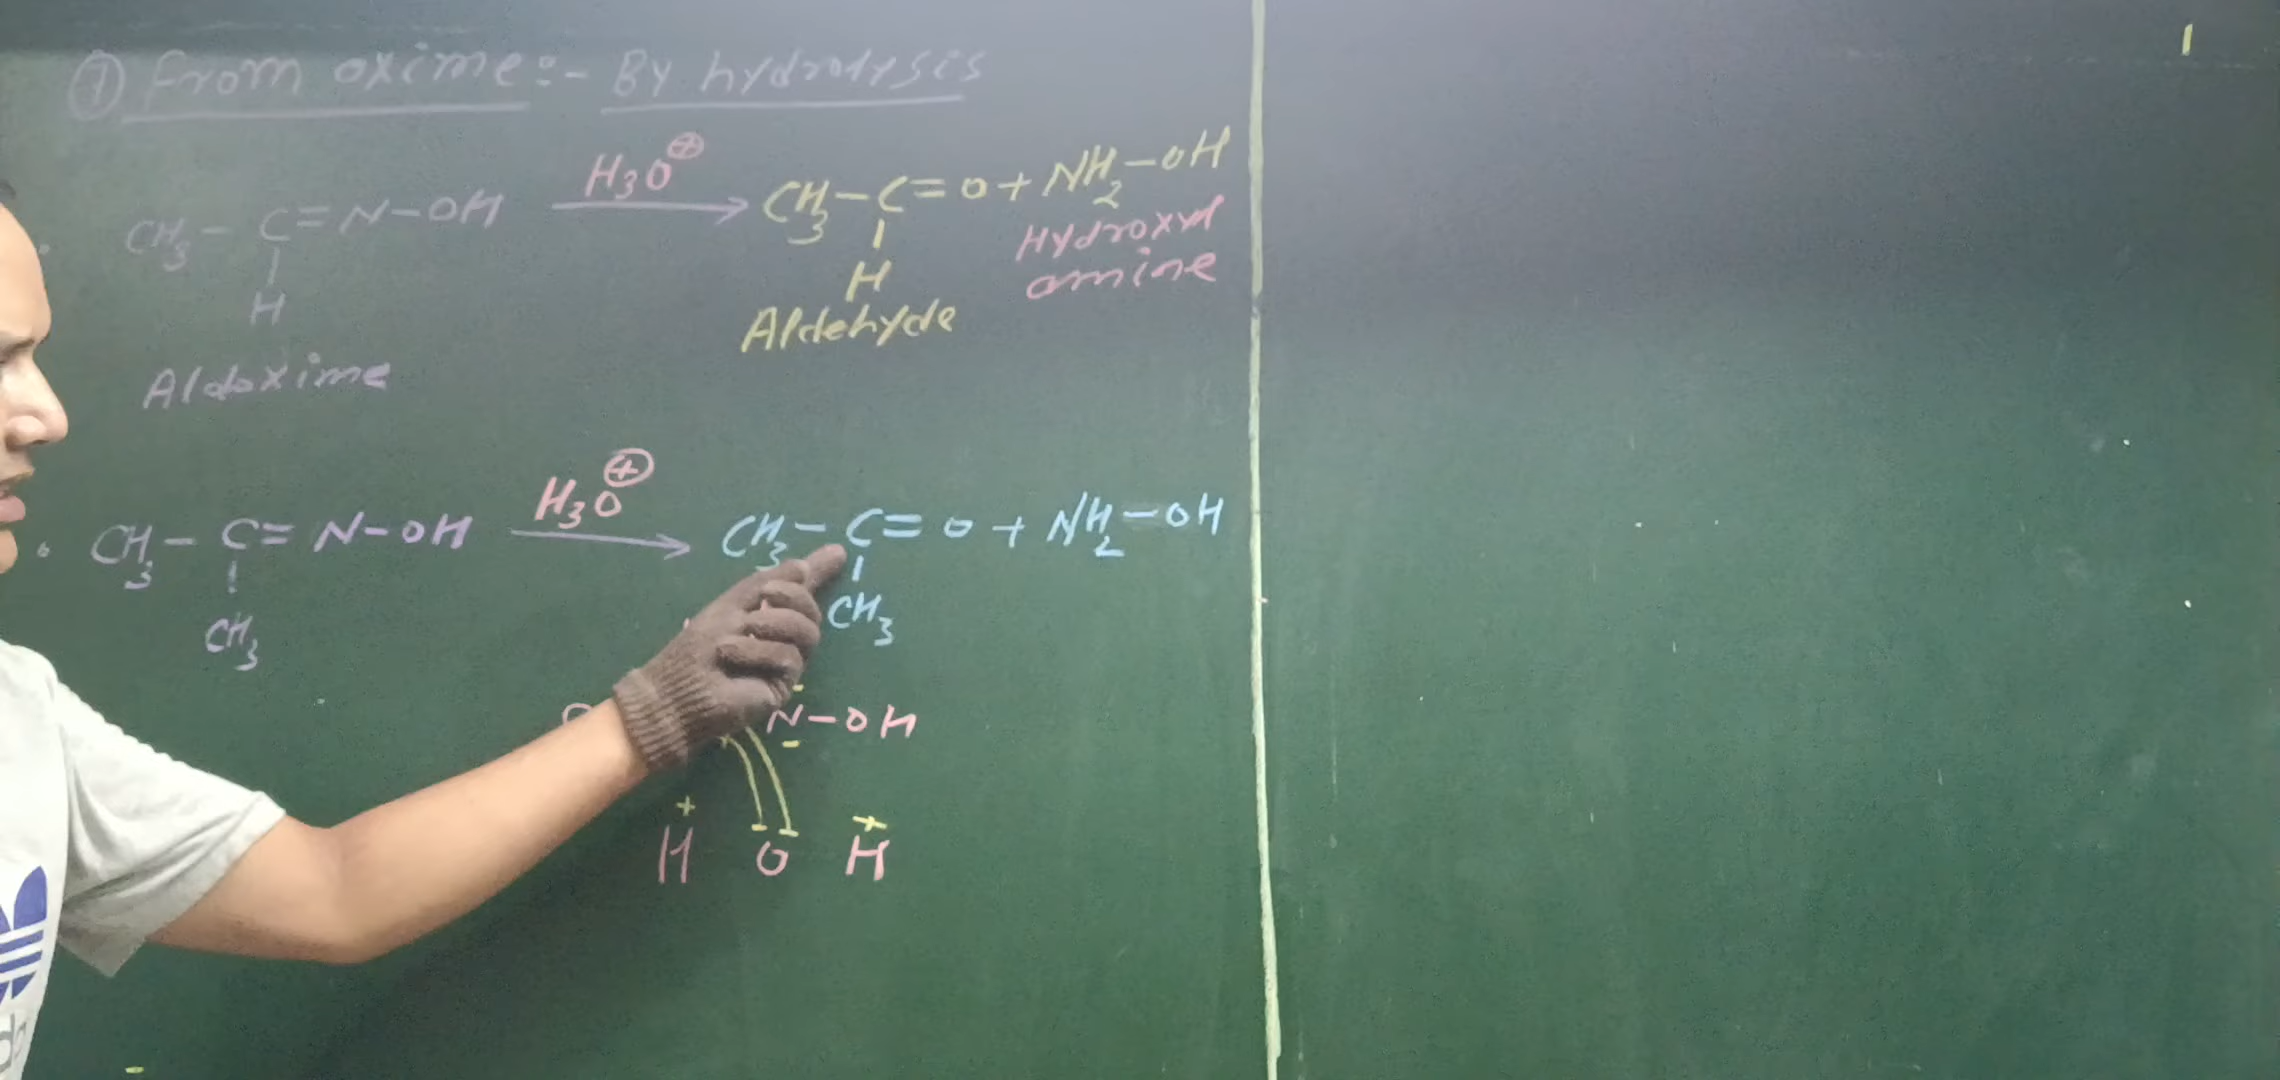 ⑦ From oxime:- By hydrolysis
CH₃ - C = N - OH  H₃O⊕ →  CH₃ - C = O + NH₂ - OH
|  |
H  H
Hydroxyl
amine
Aldoxime  Aldehyde
CH₃ - C = N - OH  H₃O⊕ →  CH₃ - C = O + NH₂ - OH
|  |
CH₃  CH₃
N - OH
H⁺ O H⁺